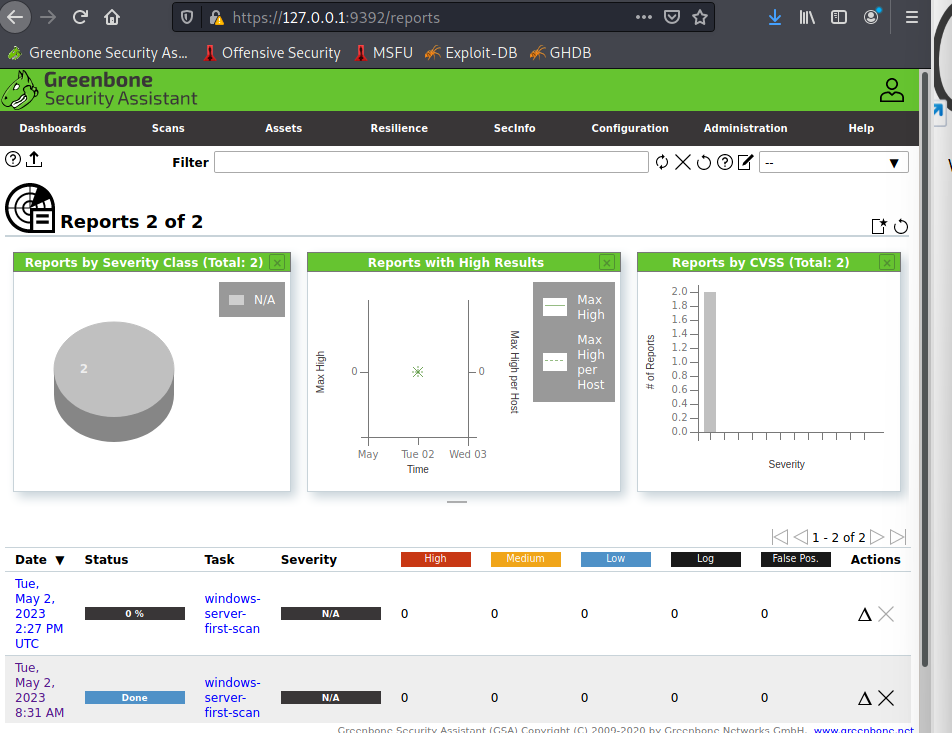 https://127.0.0.1:9392/reports
Greenbone Security As... Offensive Security MSFU Exploit-DB GHDB
Greenbone
Security Assistant
Dashboards Scans Assets Resilience SecInfo Configuration Administration Help
Filter --
Reports 2 of 2
Reports by Severity Class (Total: 2)
N/A
2
Reports with High Results
Max High
0
0
Max High per Host
May Tue 02 Wed 03
Time
Max
High
Max
High
per
Host
Reports by CVSS (Total: 2)
# of Reports
2.0
1.8
1.6
1.4
1.2
1.0
0.8
0.6
0.4
0.2
0.0
Severity
1 - 2 of 2
Date ▼ Status Task Severity High Medium Low Log False Pos. Actions
Tue,
May 2,
2023
2:27 PM
UTC
0 %
windows-
server-
first-scan
N/A 0 0 0 0 0
Tue,
May 2,
2023
8:31 AM
Done
windows-
server-
first-scan
N/A 0 0 0 0 0
Greenbone Security Assistant (GSA) Copyright (C) 2009-2020 by Greenbone Networks GmbH, www.greenbone.net